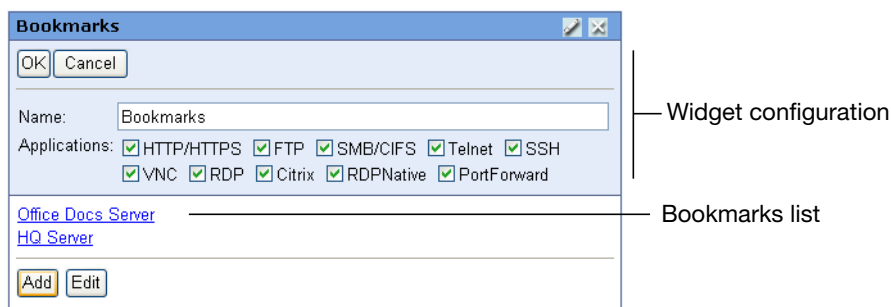 Bookmarks
OK Cancel
Name: Bookmarks
Widget configuration
Applications: HTTP/HTTPS FTP SMB/CIFS Telnet SSH
VNC RDP Citrix RDPNative PortForward
Office Docs Server
Bookmarks list
HQ Server
Add Edit